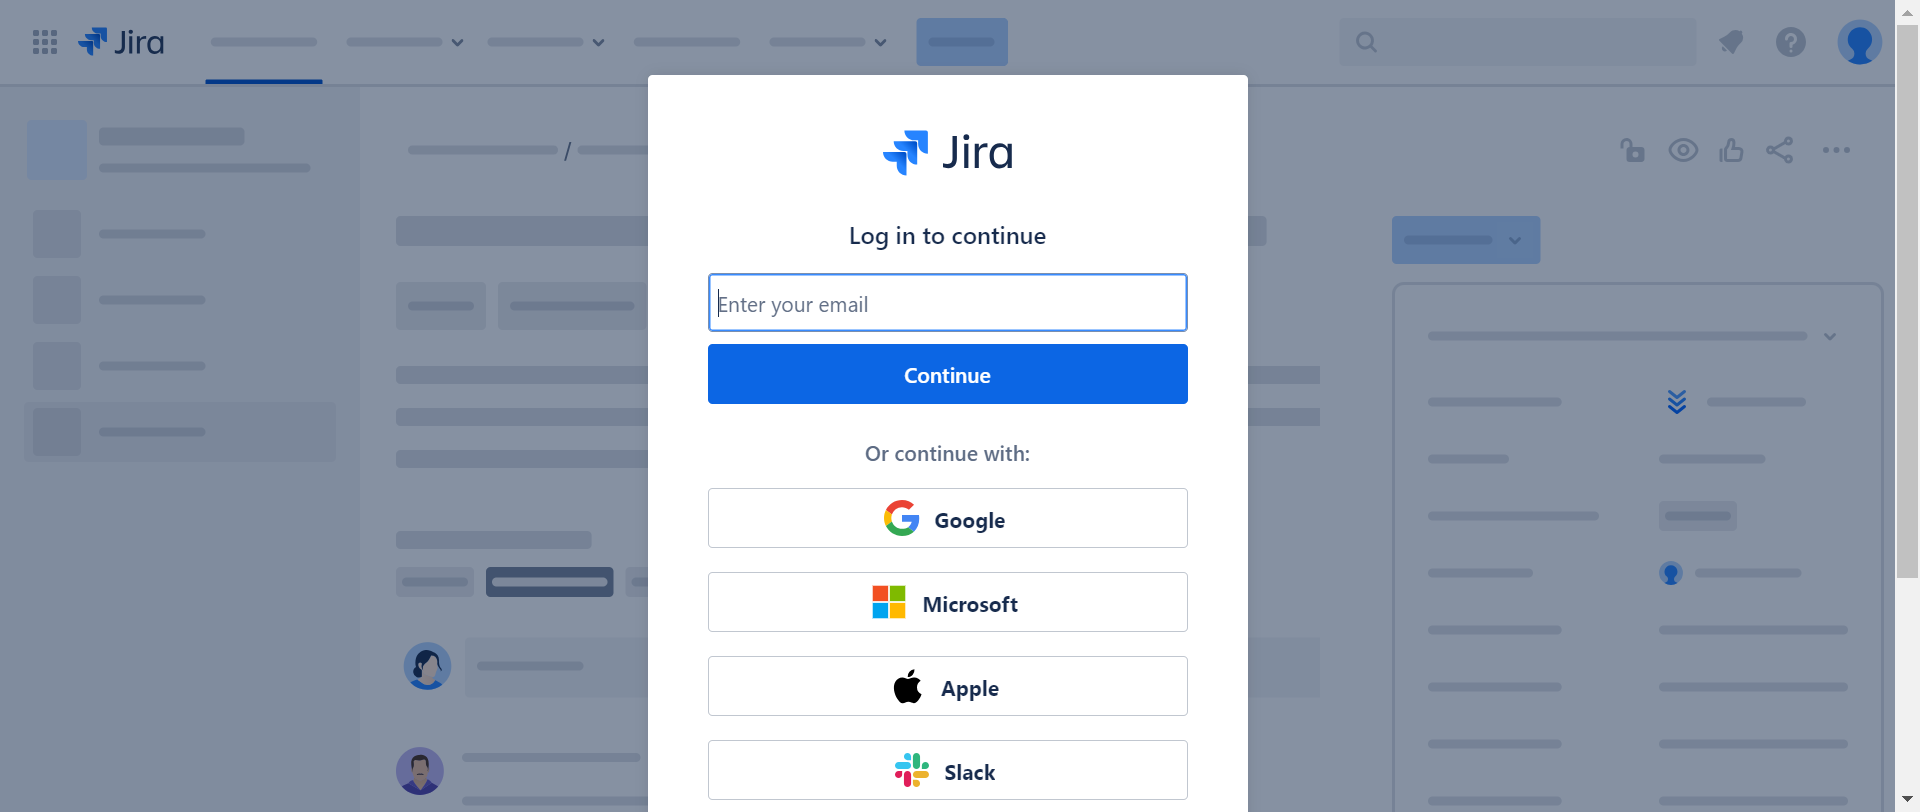 Jira
/
Jira
Log in to continue
Enter your email
Continue
Or continue with:
Google
Microsoft
Apple
Slack